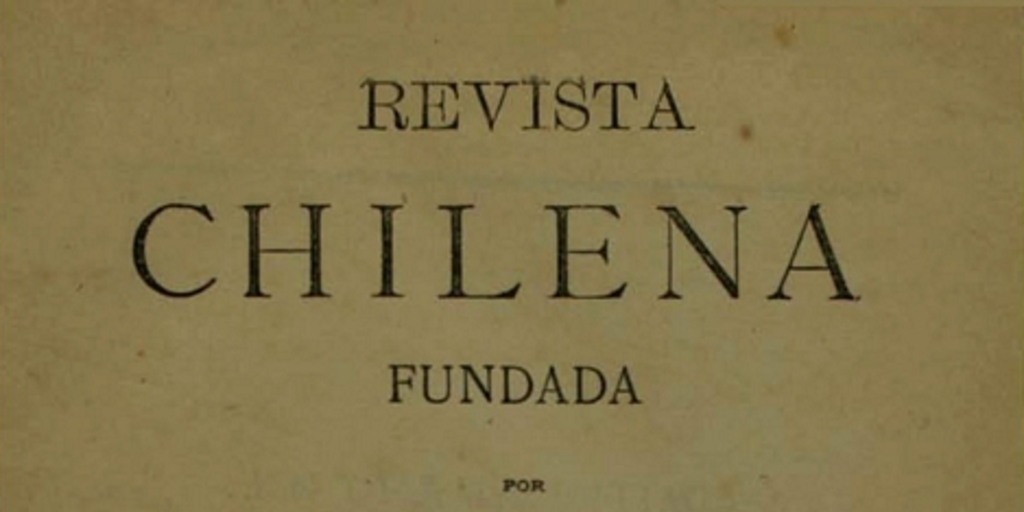 REVISTA
CHILENA
FUNDADA
POR